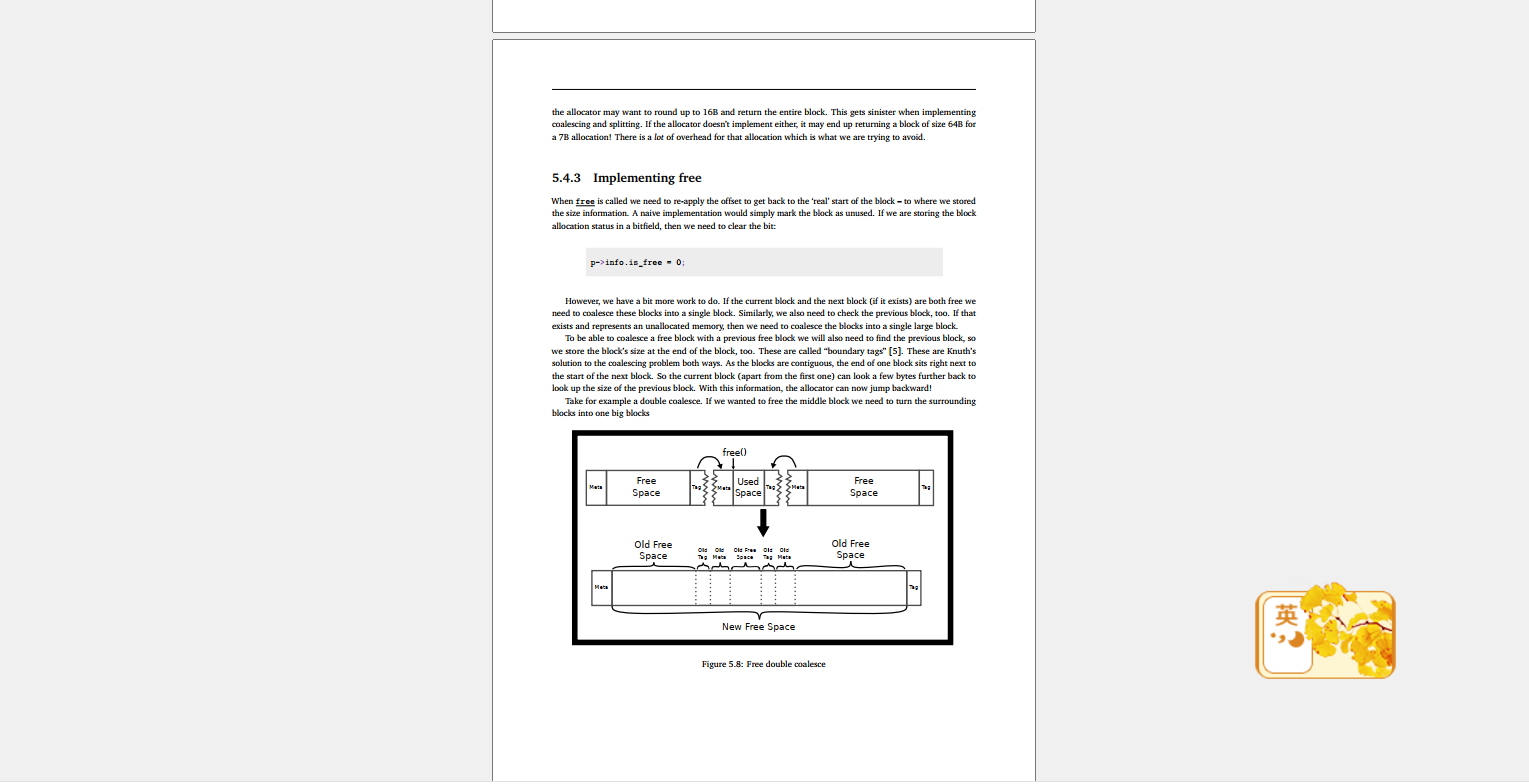 the allocator may want to round up to 16B and return the entire block. This gets sinister when implementing
coalescing and splitting. If the allocator doesn't implement either, it may end up returning a block of size 64B for
a 7B allocation! There is a lot of overhead for that allocation which is what we are trying to avoid.
5.4.3 Implementing free
When free is called we need to re-apply the offset to get back to the 'real' start of the block – to where we stored
the size information. A naive implementation would simply mark the block as unused. If we are storing the block
allocation status in a bitfield, then we need to clear the bit:
p->info.is_free = 0;
However, we have a bit more work to do. If the current block and the next block (if it exists) are both free we
need to coalesce these blocks into a single block. Similarly, we also need to check the previous block, too. If that
exists and represents an unallocated memory, then we need to coalesce the blocks into a single large block.
To be able to coalesce a free block with a previous free block we will also need to find the previous block, so
we store the block's size at the end of the block, too. These are called "boundary tags" [5]. These are Knuth's
solution to the coalescing problem both ways. As the blocks are contiguous, the end of one block sits right next to
the start of the next block. So the current block (apart from the first one) can look a few bytes further back to
look up the size of the previous block. With this information, the allocator can now jump backward!
Take for example a double coalesce. If we wanted to free the middle block we need to turn the surrounding
blocks into one big blocks
free()
Meta
Free
Space
Tag
Meta
Used
Space
Tag
Meta
Free
Space
Tag
Old Free
Space
Old
Tag
Old
Meta
Old Free
Space
Old
Tag
Old
Meta
Old Free
Space
Meta
Tag
New Free Space
Figure 5.8: Free double coalesce
英